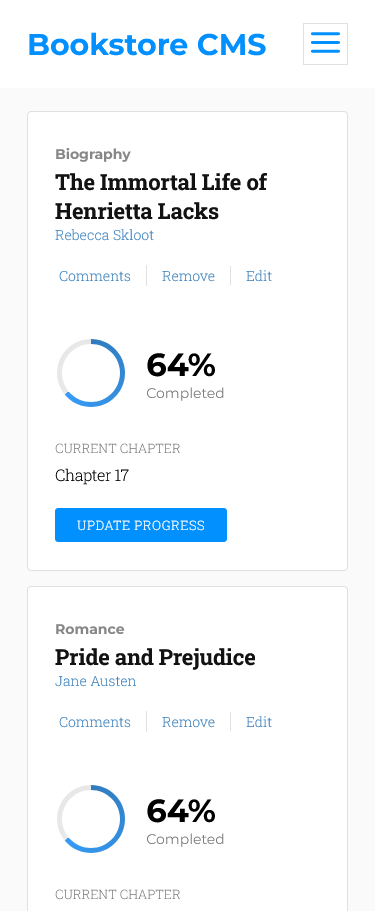 Bookstore CMS
Biography
The Immortal Life of
Henrietta Lacks
Rebecca Skloot
Comments Remove Edit
64%
Completed
CURRENT CHAPTER
Chapter 17
UPDATE PROGRESS
Romance
Pride and Prejudice
Jane Austen
Comments Remove Edit
64%
Completed
CURRENT CHAPTER